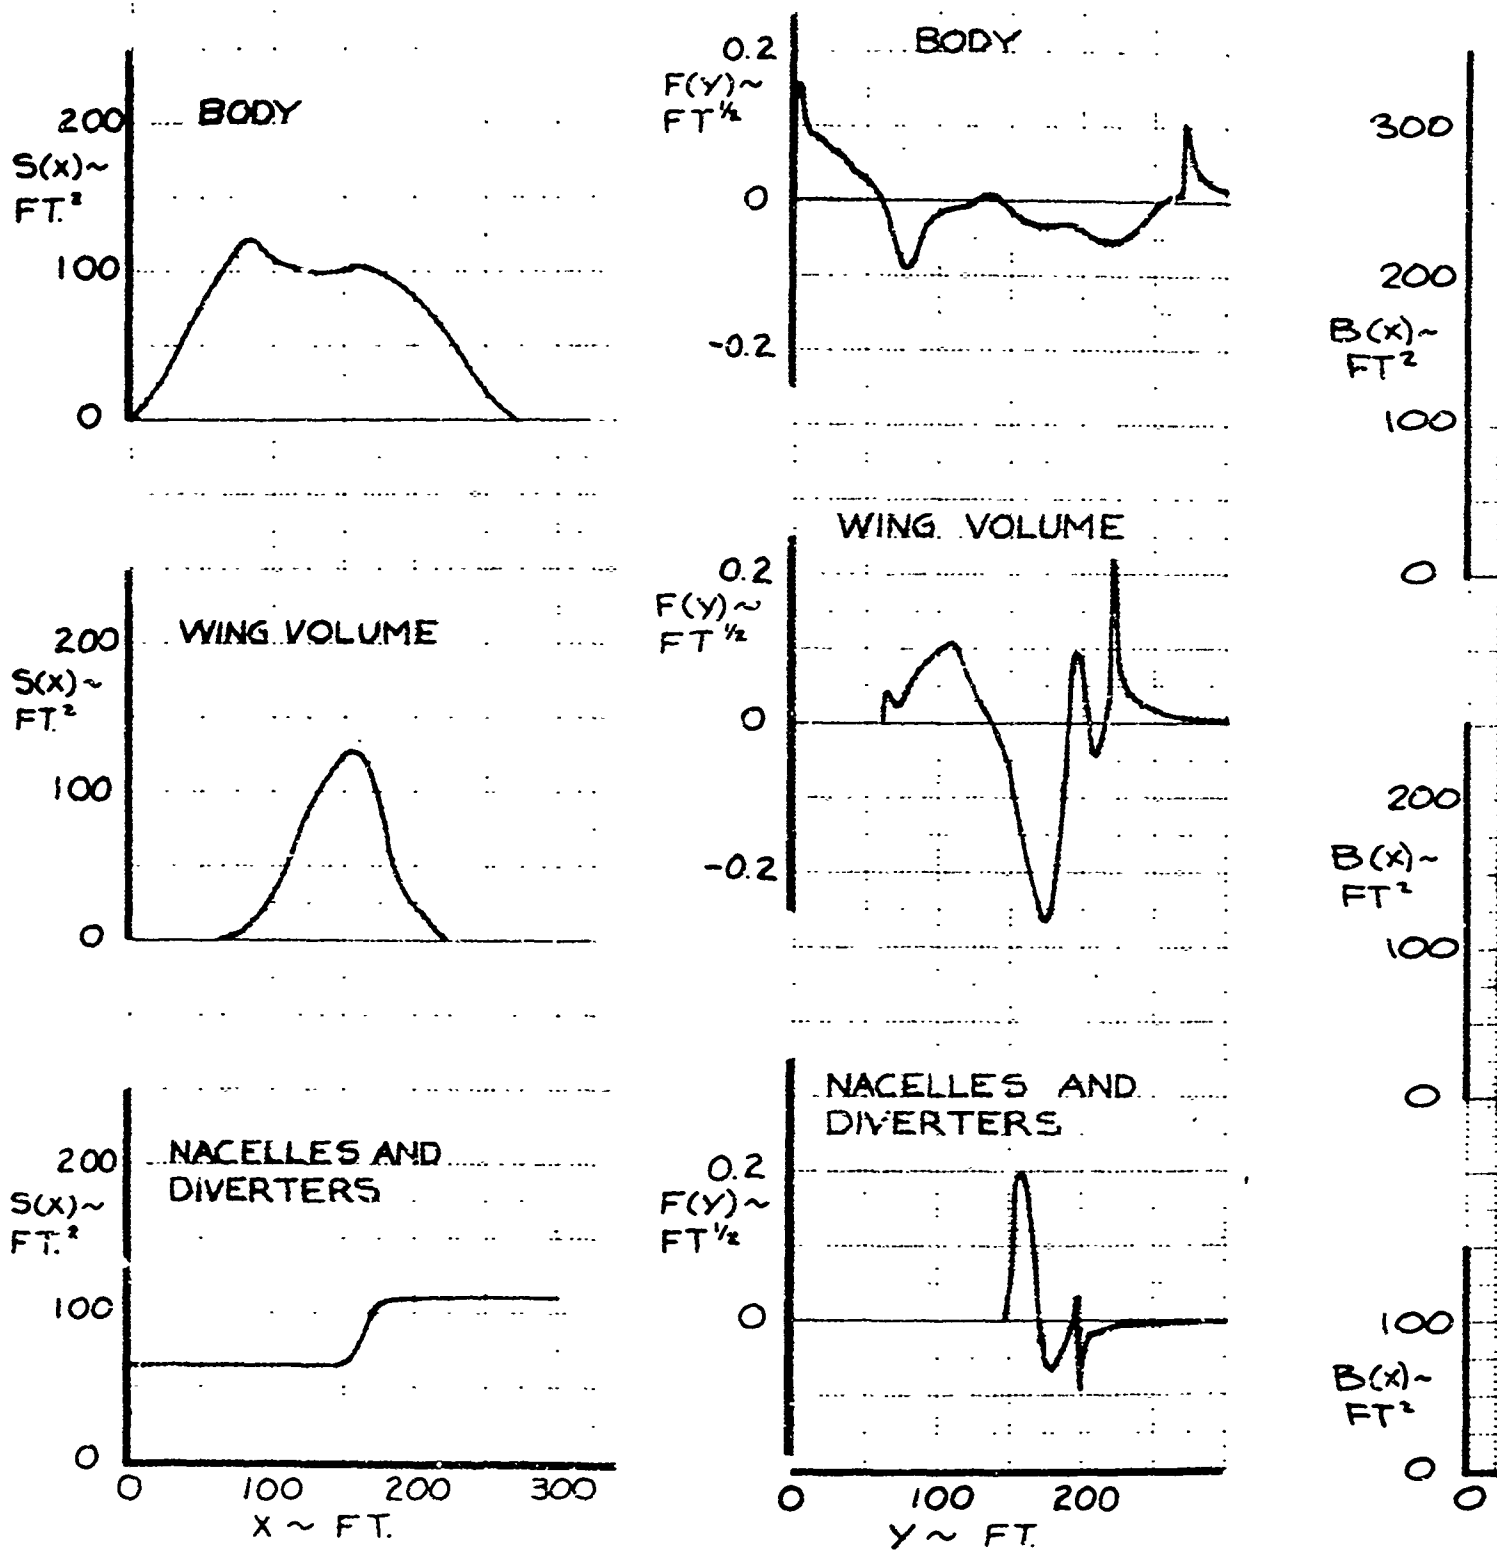 BODY
200
S(X)~
FT.²
100
0
WING VOLUME
200
S(X)~
FT.²
100
0
NACELLES AND
DIVERTERS
200
S(X)~
FT.²
100
0
0 100 200 300
X ~ FT.
BODY
0.2
F(Y)~
FT½
0
-0.2
WING VOLUME
0.2
F(Y)~
FT½
0
-0.2
NACELLES AND
DIVERTERS
0.2
F(Y)~
FT½
0
0 100 200
Y ~ FT.
300
200
B(X)~
FT²
100
0
200
B(X)~
FT²
100
0
100
B(X)~
FT²
0
0